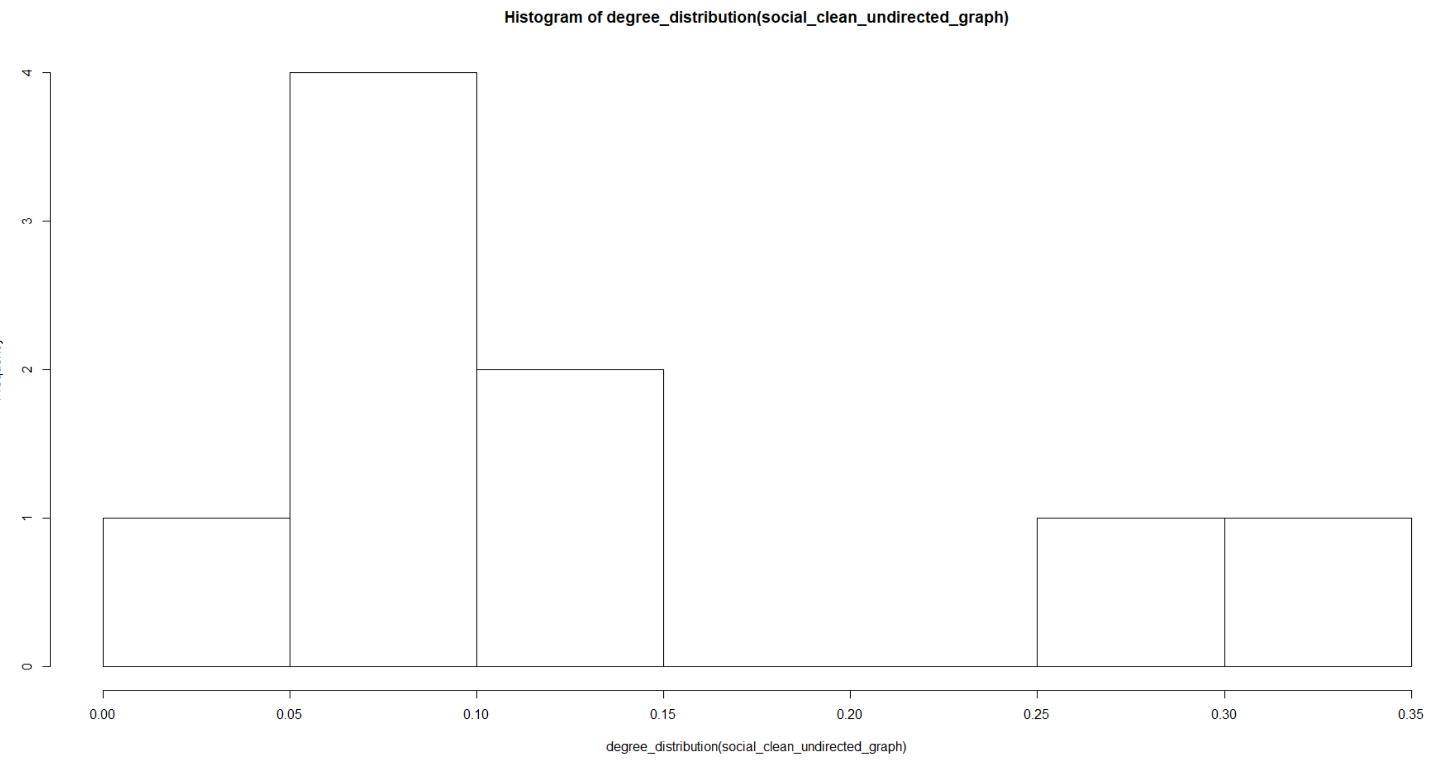 Histogram of degree_distribution(social_clean_undirected_graph)
4
3
2
1
0
0.00 0.05 0.10 0.15 0.20 0.25 0.30 0.35
degree_distribution(social_clean_undirected_graph)